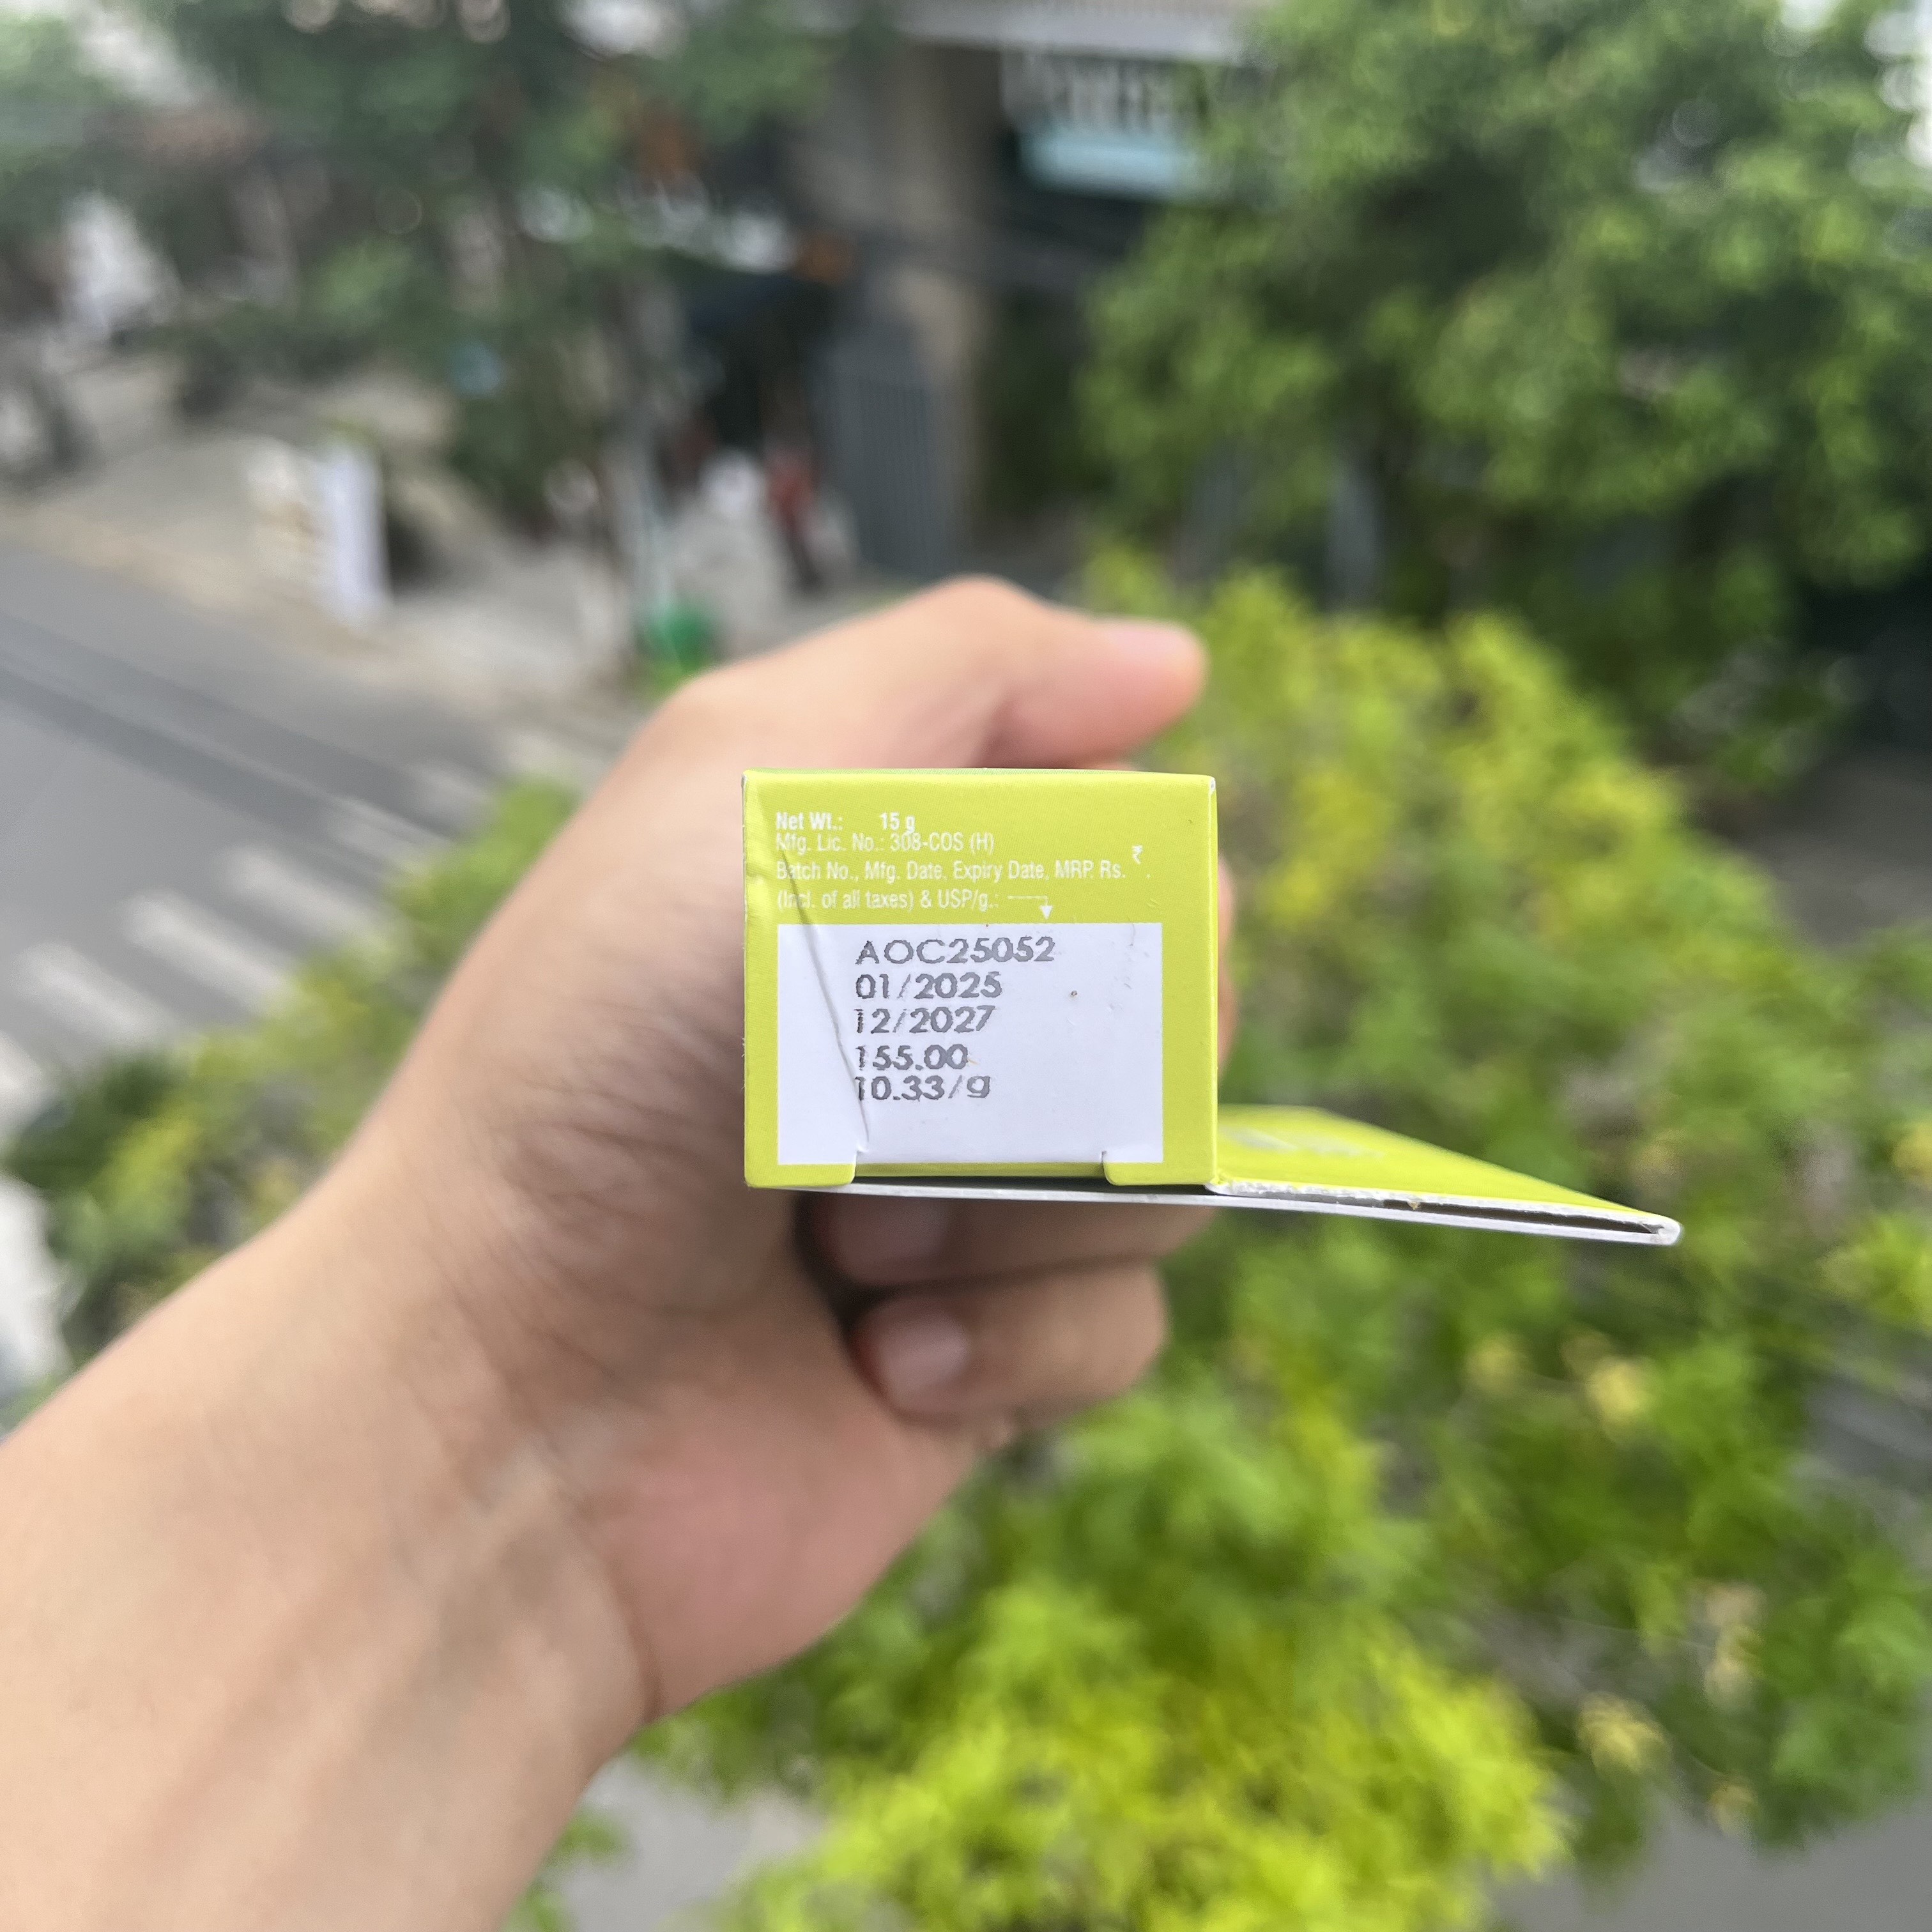 Net Wt.: 15 g
Mfg. Lic. No.: 308-COS (H)
Batch No., Mfg. Date, Expiry Date, MRP Rs. ₹ .
(Incl. of all taxes) & USP/g.:
AOC25052
01/2025
12/2027
155.00
10.33/g